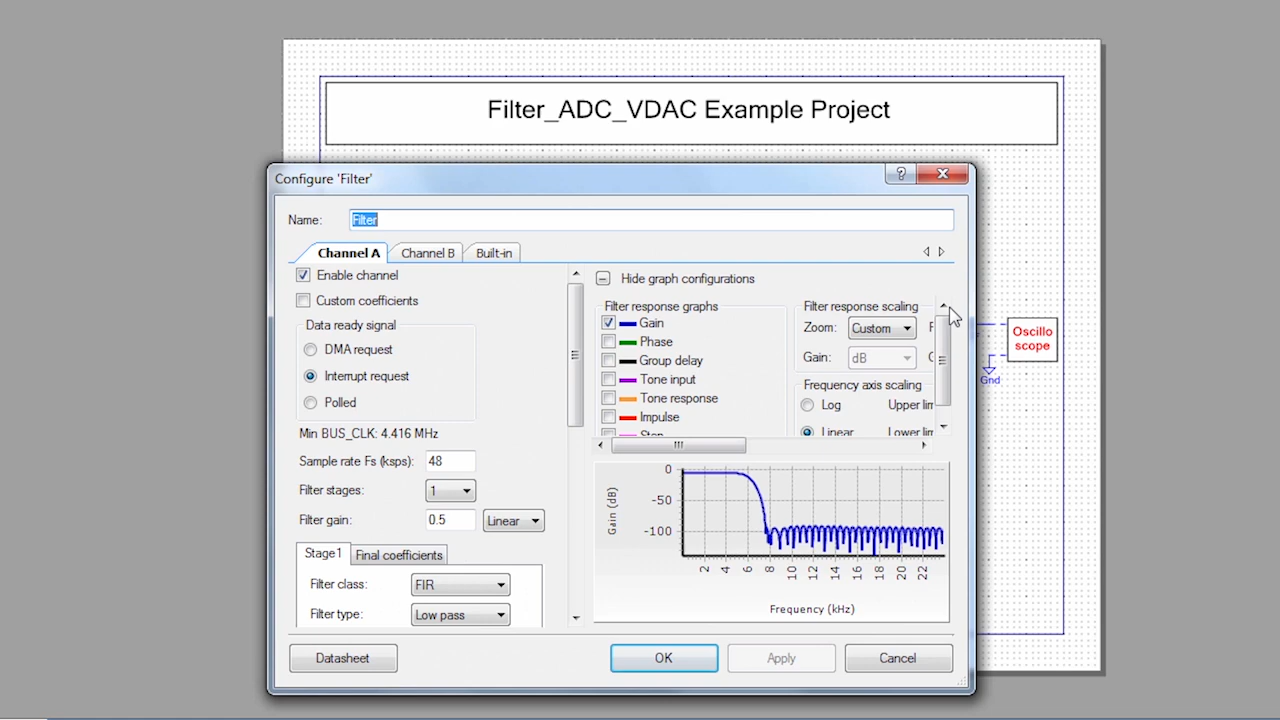 Filter_ADC_VDAC Example Project
Configure 'Filter'
?
Name: Filter
Channel A Channel B Built-in
Enable channel
Custom coefficients
Data ready signal
DMA request
Interrupt request
Polled
Min BUS_CLK: 4.416 MHz
Sample rate Fs (ksps): 48
Filter stages: 1
Filter gain: 0.5 Linear
Stage1 Final coefficients
Filter class: FIR
Filter type: Low pass
Hide graph configurations
Filter response graphs
Gain
Phase
Group delay
Tone input
Tone response
Impulse
Filter response scaling
Zoom: Custom
Gain: dB
Frequency axis scaling
Log Upper lim
Linear Lower lim
Gain (dB)
0
-50
-100
2 4 6 8 10 12 14 16 18 20 22
Frequency (kHz)
Datasheet OK Apply Cancel
Oscillo
scope
Gnd